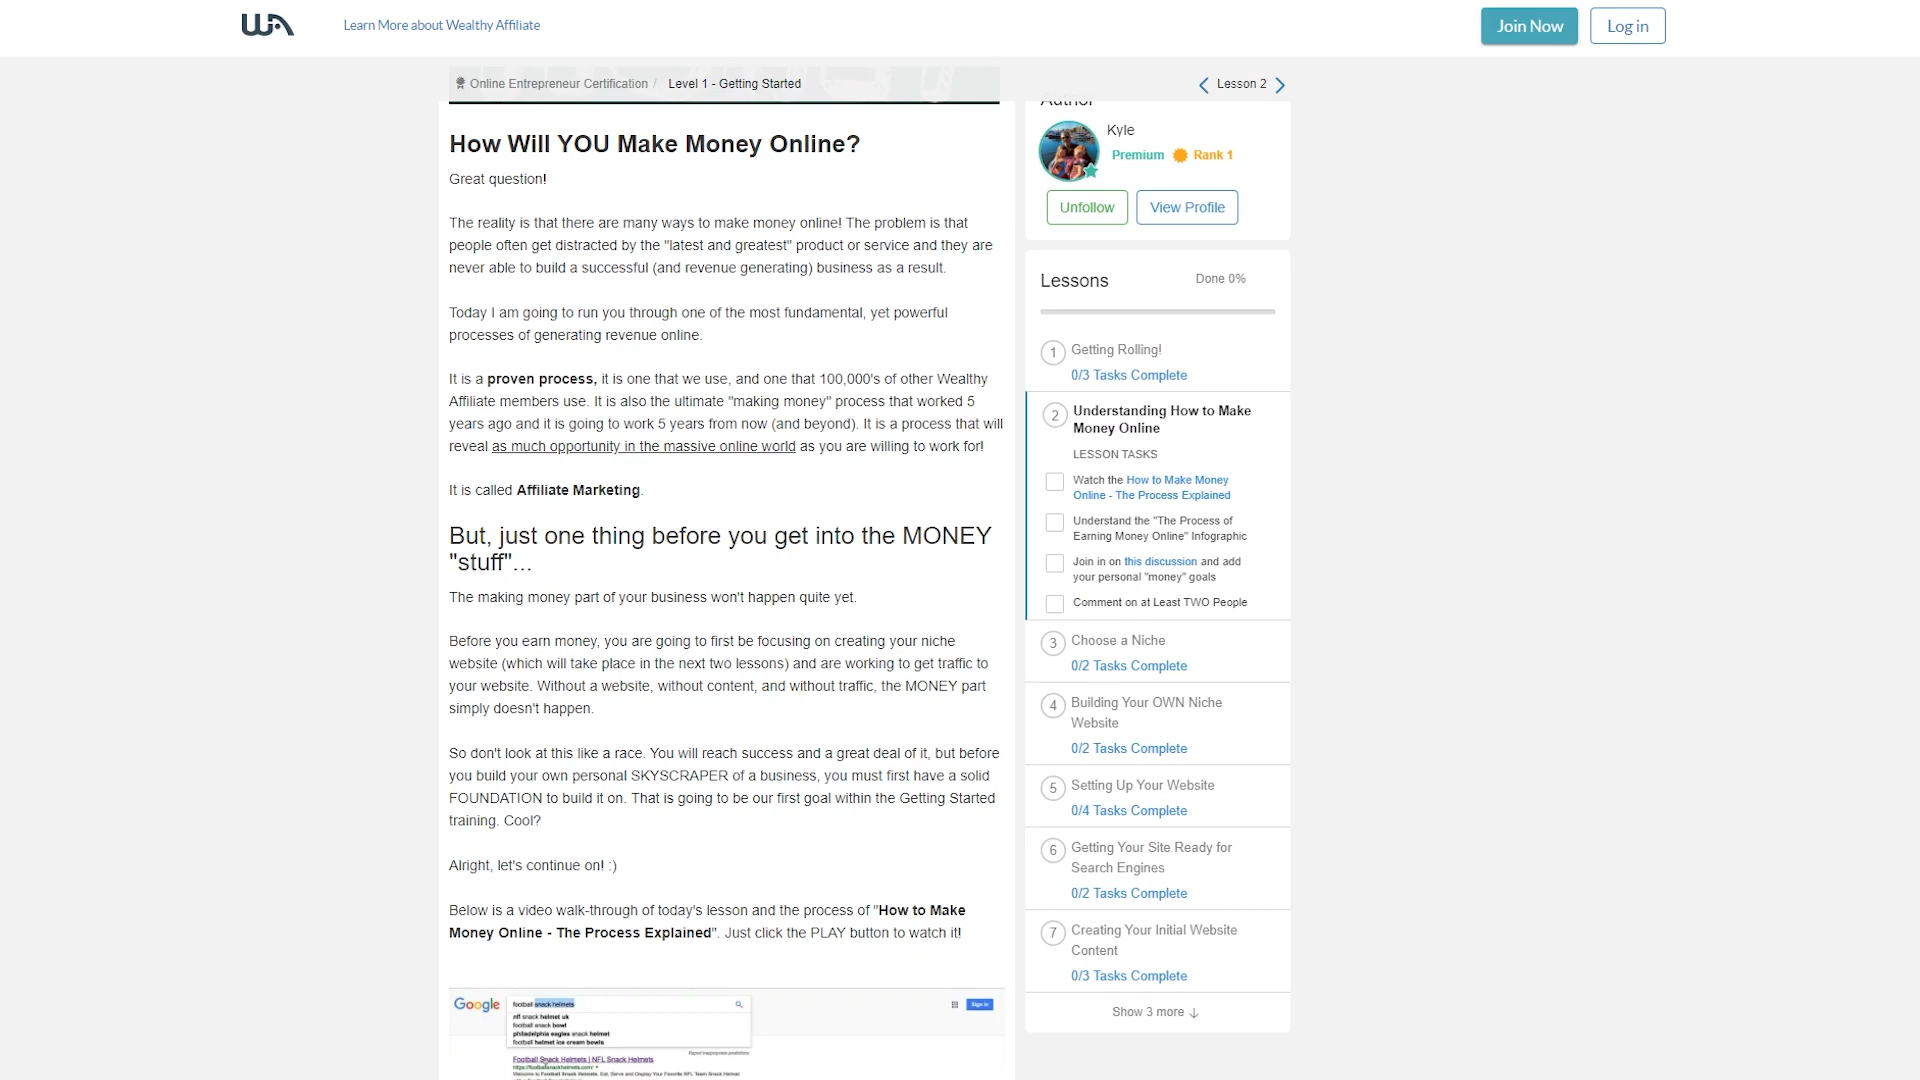 WA
Learn More about Wealthy Affiliate
Join Now
Log in
Online Entrepreneur Certification /
Level 1 - Getting Started
Lesson 2
How Will YOU Make Money Online?
Great question!
The reality is that there are many ways to make money online! The problem is that
people often get distracted by the "latest and greatest" product or service and they are
never able to build a successful (and revenue generating) business as a result.
Today I am going to run you through one of the most fundamental, yet powerful
processes of generating revenue online.
It is a proven process, it is one that we use, and one that 100,000's of other Wealthy
Affiliate members use. It is also the ultimate "making money" process that worked 5
years ago and it is going to work 5 years from now (and beyond). It is a process that will
reveal as much opportunity in the massive online world as you are willing to work for!
It is called Affiliate Marketing.
But, just one thing before you get into the MONEY
"stuff"...
The making money part of your business won't happen quite yet.
Before you earn money, you are going to first be focusing on creating your niche
website (which will take place in the next two lessons) and are working to get traffic to
your website. Without a website, without content, and without traffic, the MONEY part
simply doesn't happen.
So don't look at this like a race. You will reach success and a great deal of it, but before
you build your own personal SKYSCRAPER of a business, you must first have a solid
FOUNDATION to build it on. That is going to be our first goal within the Getting Started
training. Cool?
Alright, let's continue on! :)
Below is a video walk-through of today's lesson and the process of "How to Make
Money Online - The Process Explained". Just click the PLAY button to watch it!
Google
football snack helmets
Sign in
nfl snack helmet uk
football snack bowl
philadelphia eagles snack helmet
football helmet ice cream bowls
Report inappropriate predictions
Football Snack Helmets | NFL Snack Helmets
https://footballsnackhelmets.com/
Welcome to Football Snack Helmets. Eat, Serve and Display Your Favorite NFL Team Snack Helmet
Author
Kyle
Premium
Rank 1
Unfollow
View Profile
Lessons
Done 0%
1
Getting Rolling!
0/3 Tasks Complete
2
Understanding How to Make
Money Online
LESSON TASKS
Watch the How to Make Money
Online - The Process Explained
Understand the "The Process of
Earning Money Online" Infographic
Join in on this discussion and add
your personal "money" goals
Comment on at Least TWO People
3
Choose a Niche
0/2 Tasks Complete
4
Building Your OWN Niche
Website
0/2 Tasks Complete
5
Setting Up Your Website
0/4 Tasks Complete
6
Getting Your Site Ready for
Search Engines
0/2 Tasks Complete
7
Creating Your Initial Website
Content
0/3 Tasks Complete
Show 3 more ↓